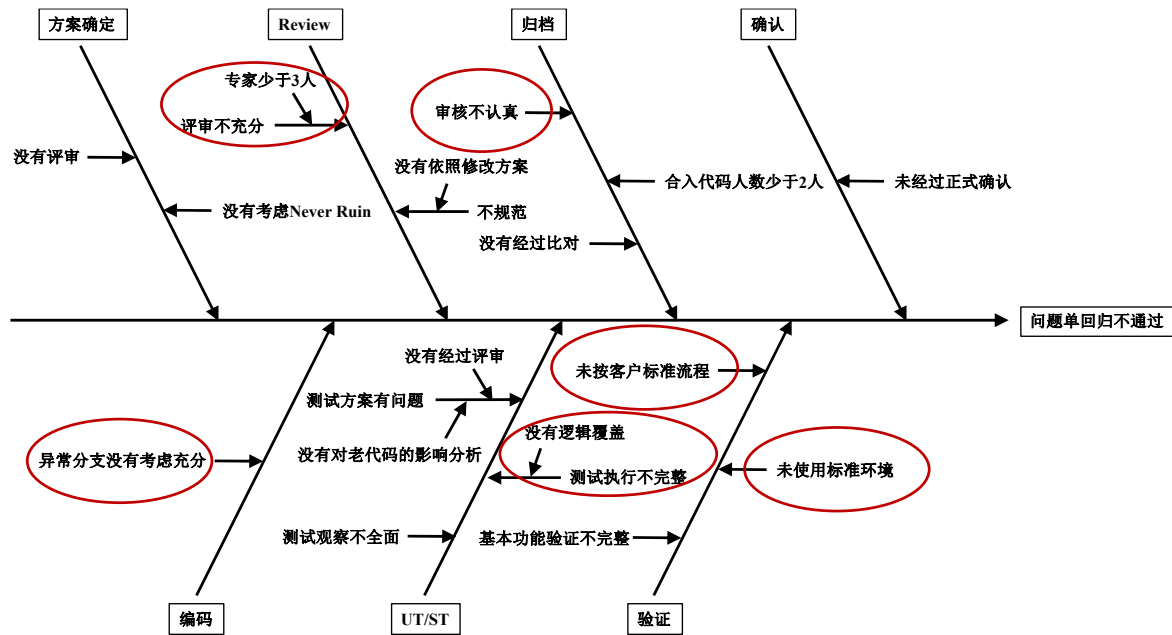 方案确定
Review
归档
确认
专家少于3人
评审不充分
审核不认真
没有评审
没有依照修改方案
合入代码人数少于2人
未经过正式确认
没有考虑Never Ruin
不规范
没有经过比对
问题单回归不通过
没有经过评审
未按客户标准流程
测试方案有问题
没有逻辑覆盖
没有对老代码的影响分析
异常分支没有考虑充分
测试执行不完整
未使用标准环境
测试观察不全面
基本功能验证不完整
编码
UT/ST
验证